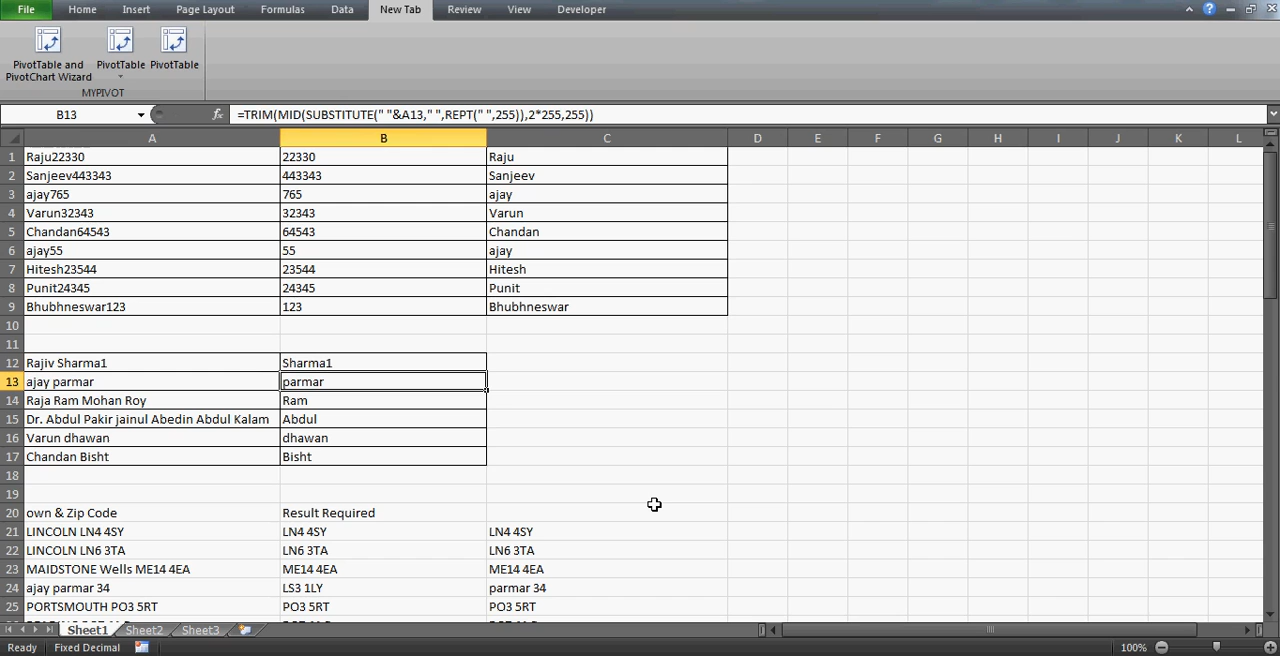 File Home Insert Page Layout Formulas Data New Tab Review View Developer
PivotTable and PivotChart Wizard PivotTable PivotTable
MYPIVOT
B13 fx =TRIM(MID(SUBSTITUTE(" "&A13," ",REPT(" ",255)),2*255,255))
A B C D E F G H I J K L
1 Raju22330 22330 Raju
2 Sanjeev443343 443343 Sanjeev
3 ajay765 765 ajay
4 Varun32343 32343 Varun
5 Chandan64543 64543 Chandan
6 ajay55 55 ajay
7 Hitesh23544 23544 Hitesh
8 Punit24345 24345 Punit
9 Bhubhneswar123 123 Bhubhneswar
10
11
12 Rajiv Sharma1 Sharma1
13 ajay parmar parmar
14 Raja Ram Mohan Roy Ram
15 Dr. Abdul Pakir jainul Abedin Abdul Kalam Abdul
16 Varun dhawan dhawan
17 Chandan Bisht Bisht
18
19
20 own & Zip Code Result Required
21 LINCOLN LN4 4SY LN4 4SY LN4 4SY
22 LINCOLN LN6 3TA LN6 3TA LN6 3TA
23 MAIDSTONE Wells ME14 4EA ME14 4EA ME14 4EA
24 ajay parmar 34 LS3 1LY parmar 34
25 PORTSMOUTH PO3 5RT PO3 5RT PO3 5RT
Sheet1 Sheet2 Sheet3
Ready Fixed Decimal 100%